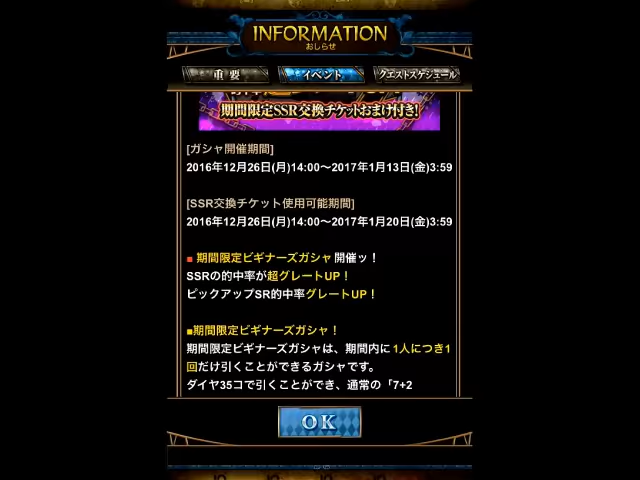 INFORMATION
おしらせ
重要 イベント クエストスケジュール
期間限定SSR交換チケットおまけ付き!
[ガシャ開催期間]
2016年12月26日(月)14:00〜2017年1月13日(金)3:59
[SSR交換チケット使用可能期間]
2016年12月26日(月)14:00〜2017年1月20日(金)3:59
■ 期間限定ビギナーズガシャ開催ッ！
SSRの的中率が超グレートUP！
ピックアップSR的中率グレートUP！
■期間限定ビギナーズガシャ！
期間限定ビギナーズガシャは、期間内に1人につき1
回だけ引くことができるガシャです。
ダイヤ35コで引くことができ、通常の「7+2
OK